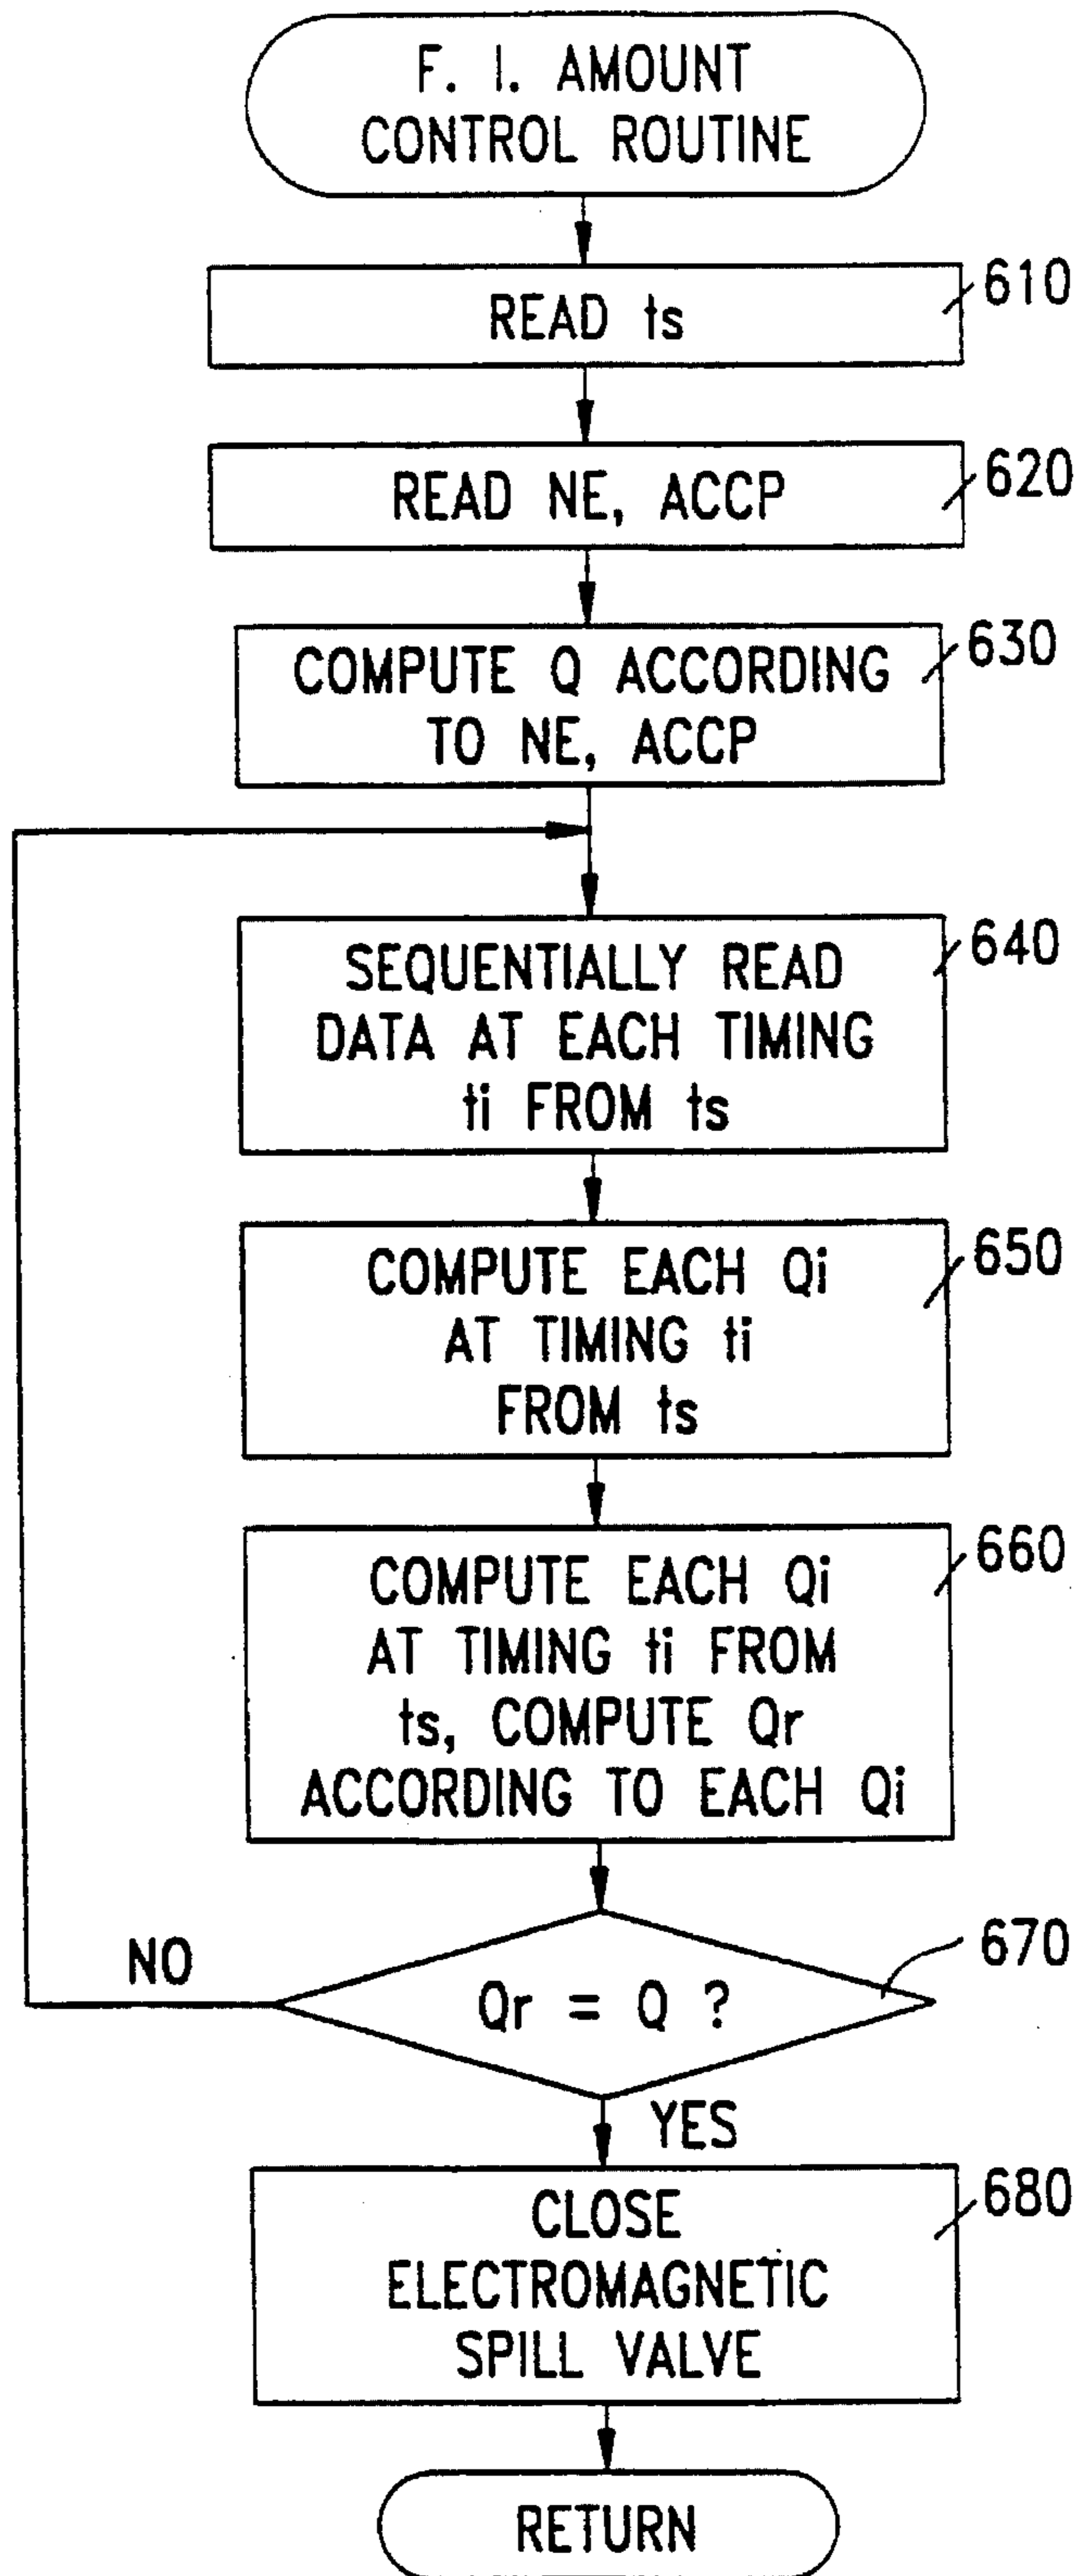 F. I. AMOUNT
CONTROL ROUTINE
READ ts
610
READ NE, ACCP
620
COMPUTE Q ACCORDING
TO NE, ACCP
630
SEQUENTIALLY READ
DATA AT EACH TIMING
ti FROM ts
640
COMPUTE EACH Qi
AT TIMING ti
FROM ts
650
COMPUTE EACH Qi
AT TIMING ti FROM
ts, COMPUTE Qr
ACCORDING TO EACH Qi
660
Qr = Q ?
670
NO
YES
CLOSE
ELECTROMAGNETIC
SPILL VALVE
680
RETURN